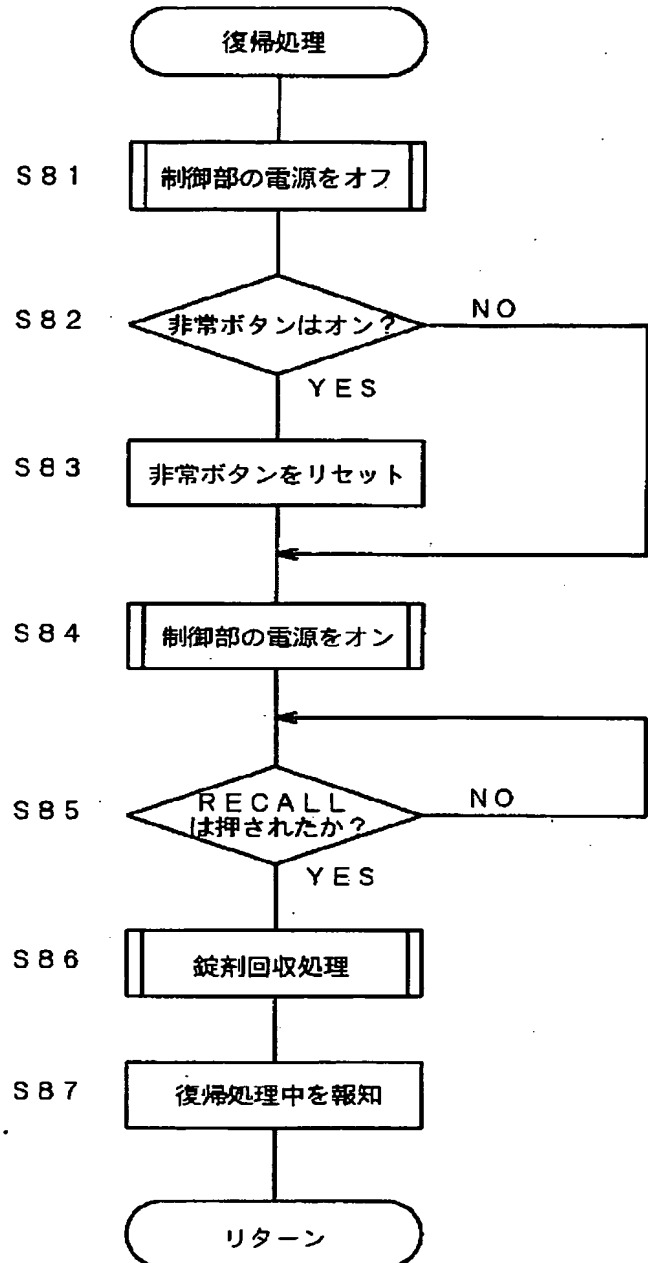 復帰処理
S81
制御部の電源をオフ
S82
非常ボタンはオン？
NO
YES
S83
非常ボタンをリセット
S84
制御部の電源をオン
S85
RECALL
は押されたか？
NO
YES
S86
錠剤回収処理
S87
復帰処理中を報知
リターン